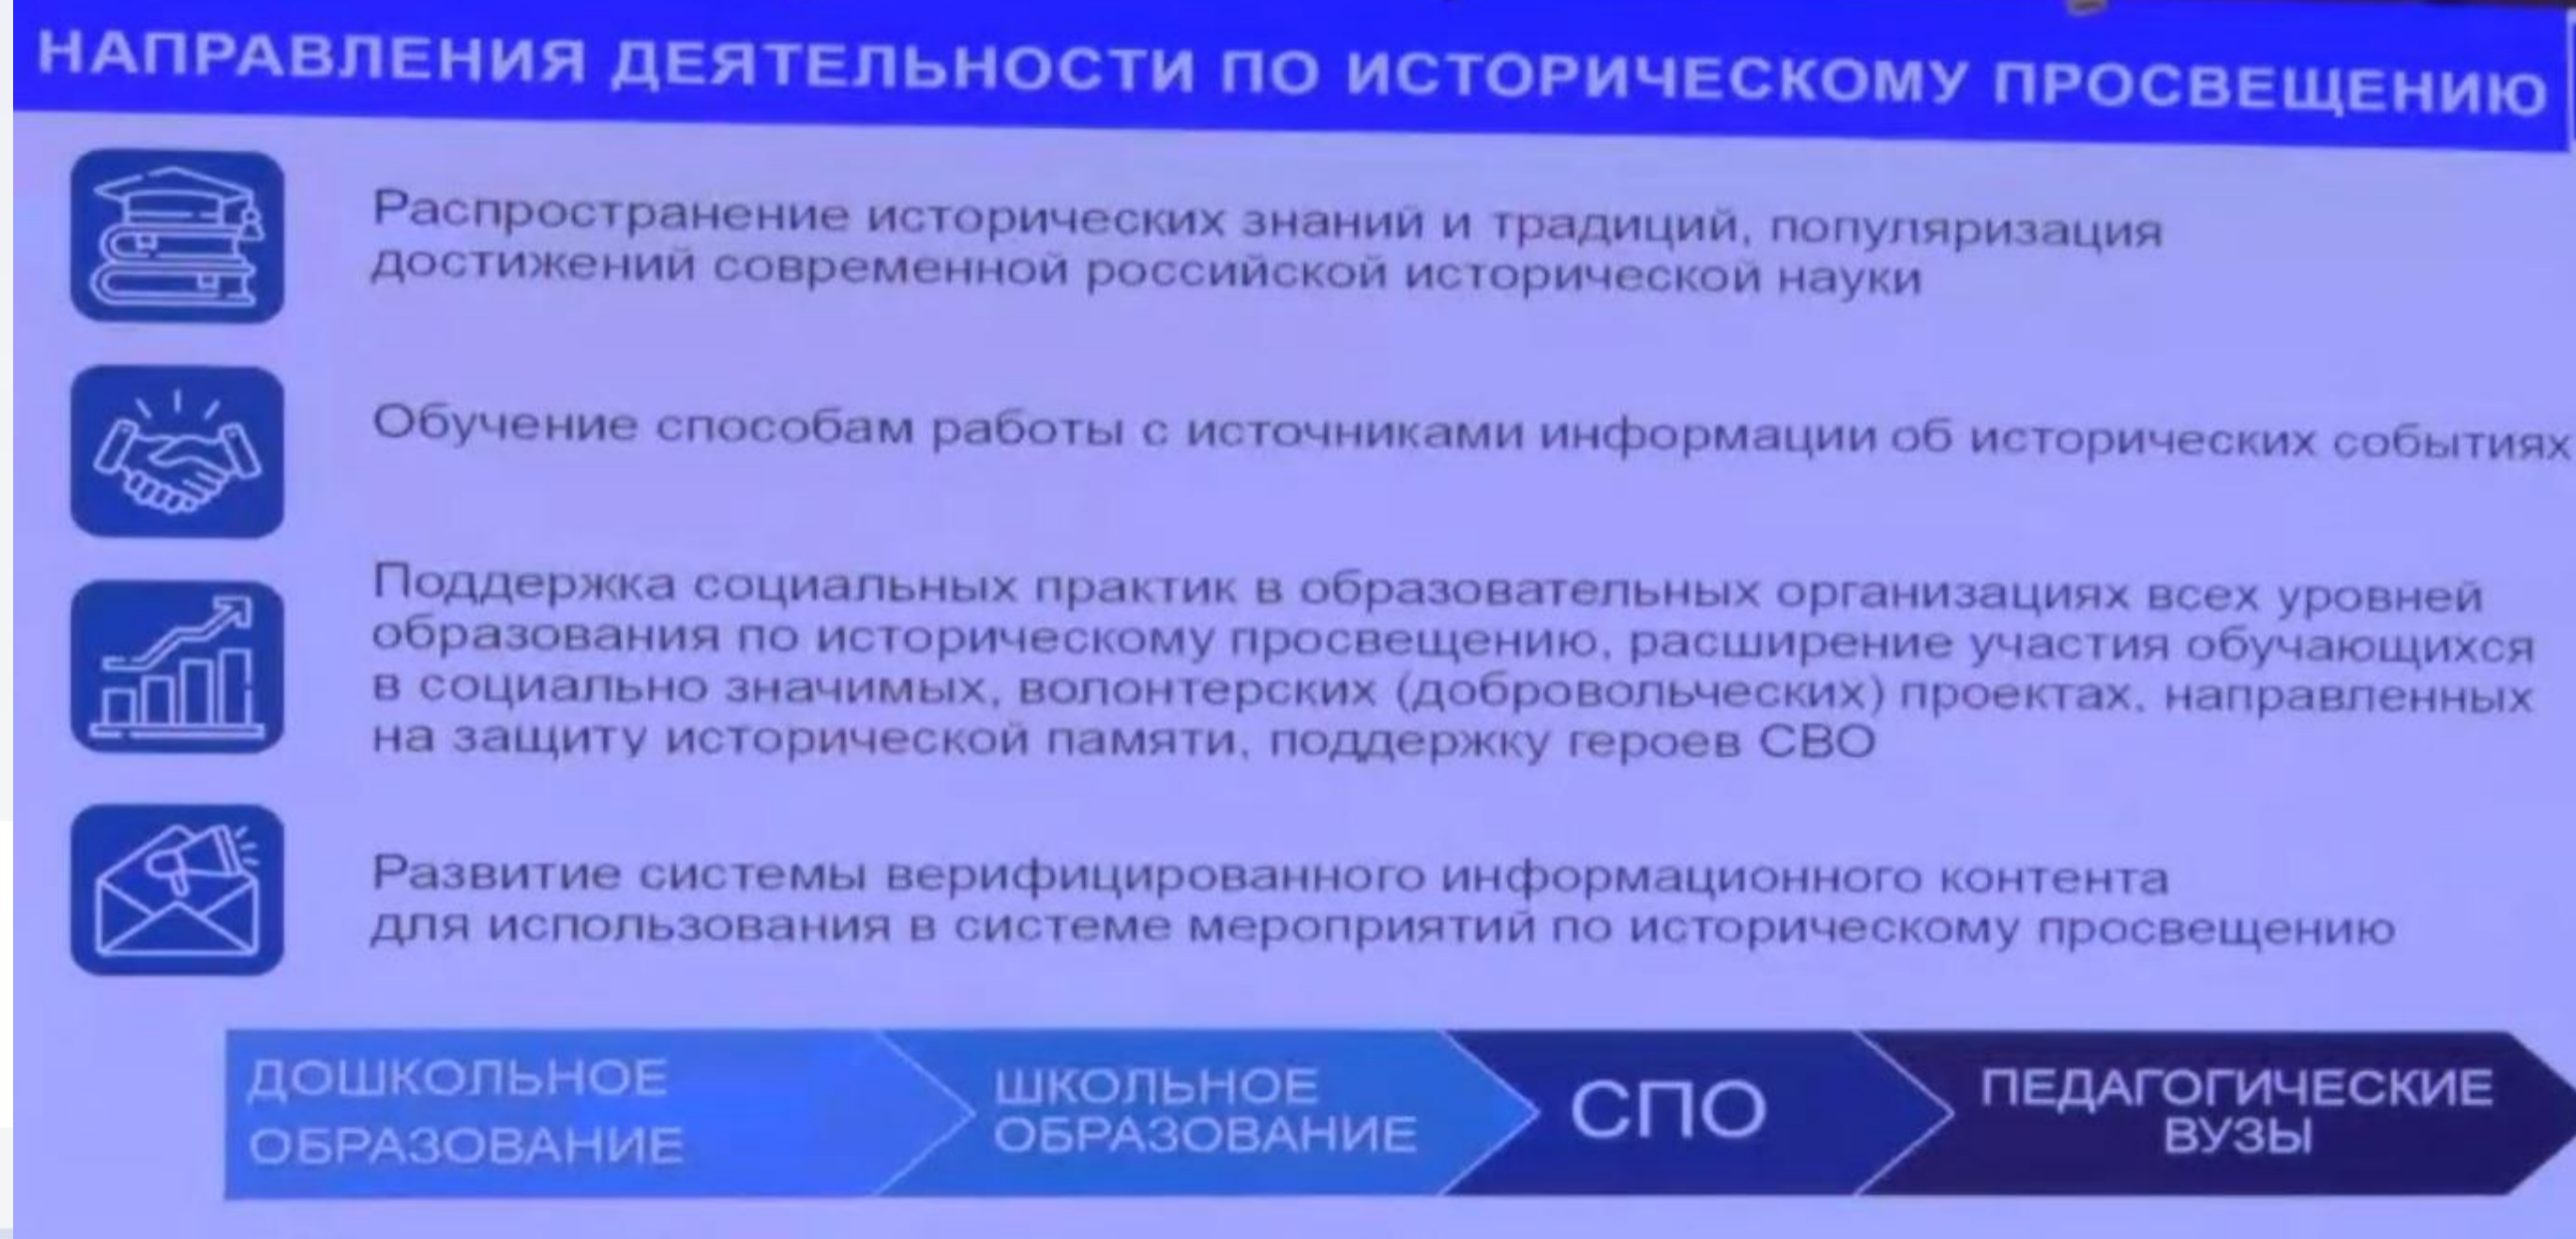 НАПРАВЛЕНИЯ ДЕЯТЕЛЬНОСТИ ПО ИСТОРИЧЕСКОМУ ПРОСВЕЩЕНИЮ
Распространение исторических знаний и традиций, популяризация
достижений современной российской исторической науки
Обучение способам работы с источниками информации об исторических событиях
Поддержка социальных практик в образовательных организациях всех уровней
образования по историческому просвещению, расширение участия обучающихся
в социально значимых, волонтерских (добровольческих) проектах, направленных
на защиту исторической памяти, поддержку героев СВО
Развитие системы верифицированного информационного контента
для использования в системе мероприятий по историческому просвещению
ДОШКОЛЬНОЕ
ОБРАЗОВАНИЕ
ШКОЛЬНОЕ
ОБРАЗОВАНИЕ
СПО
ПЕДАГОГИЧЕСКИЕ
ВУЗЫ